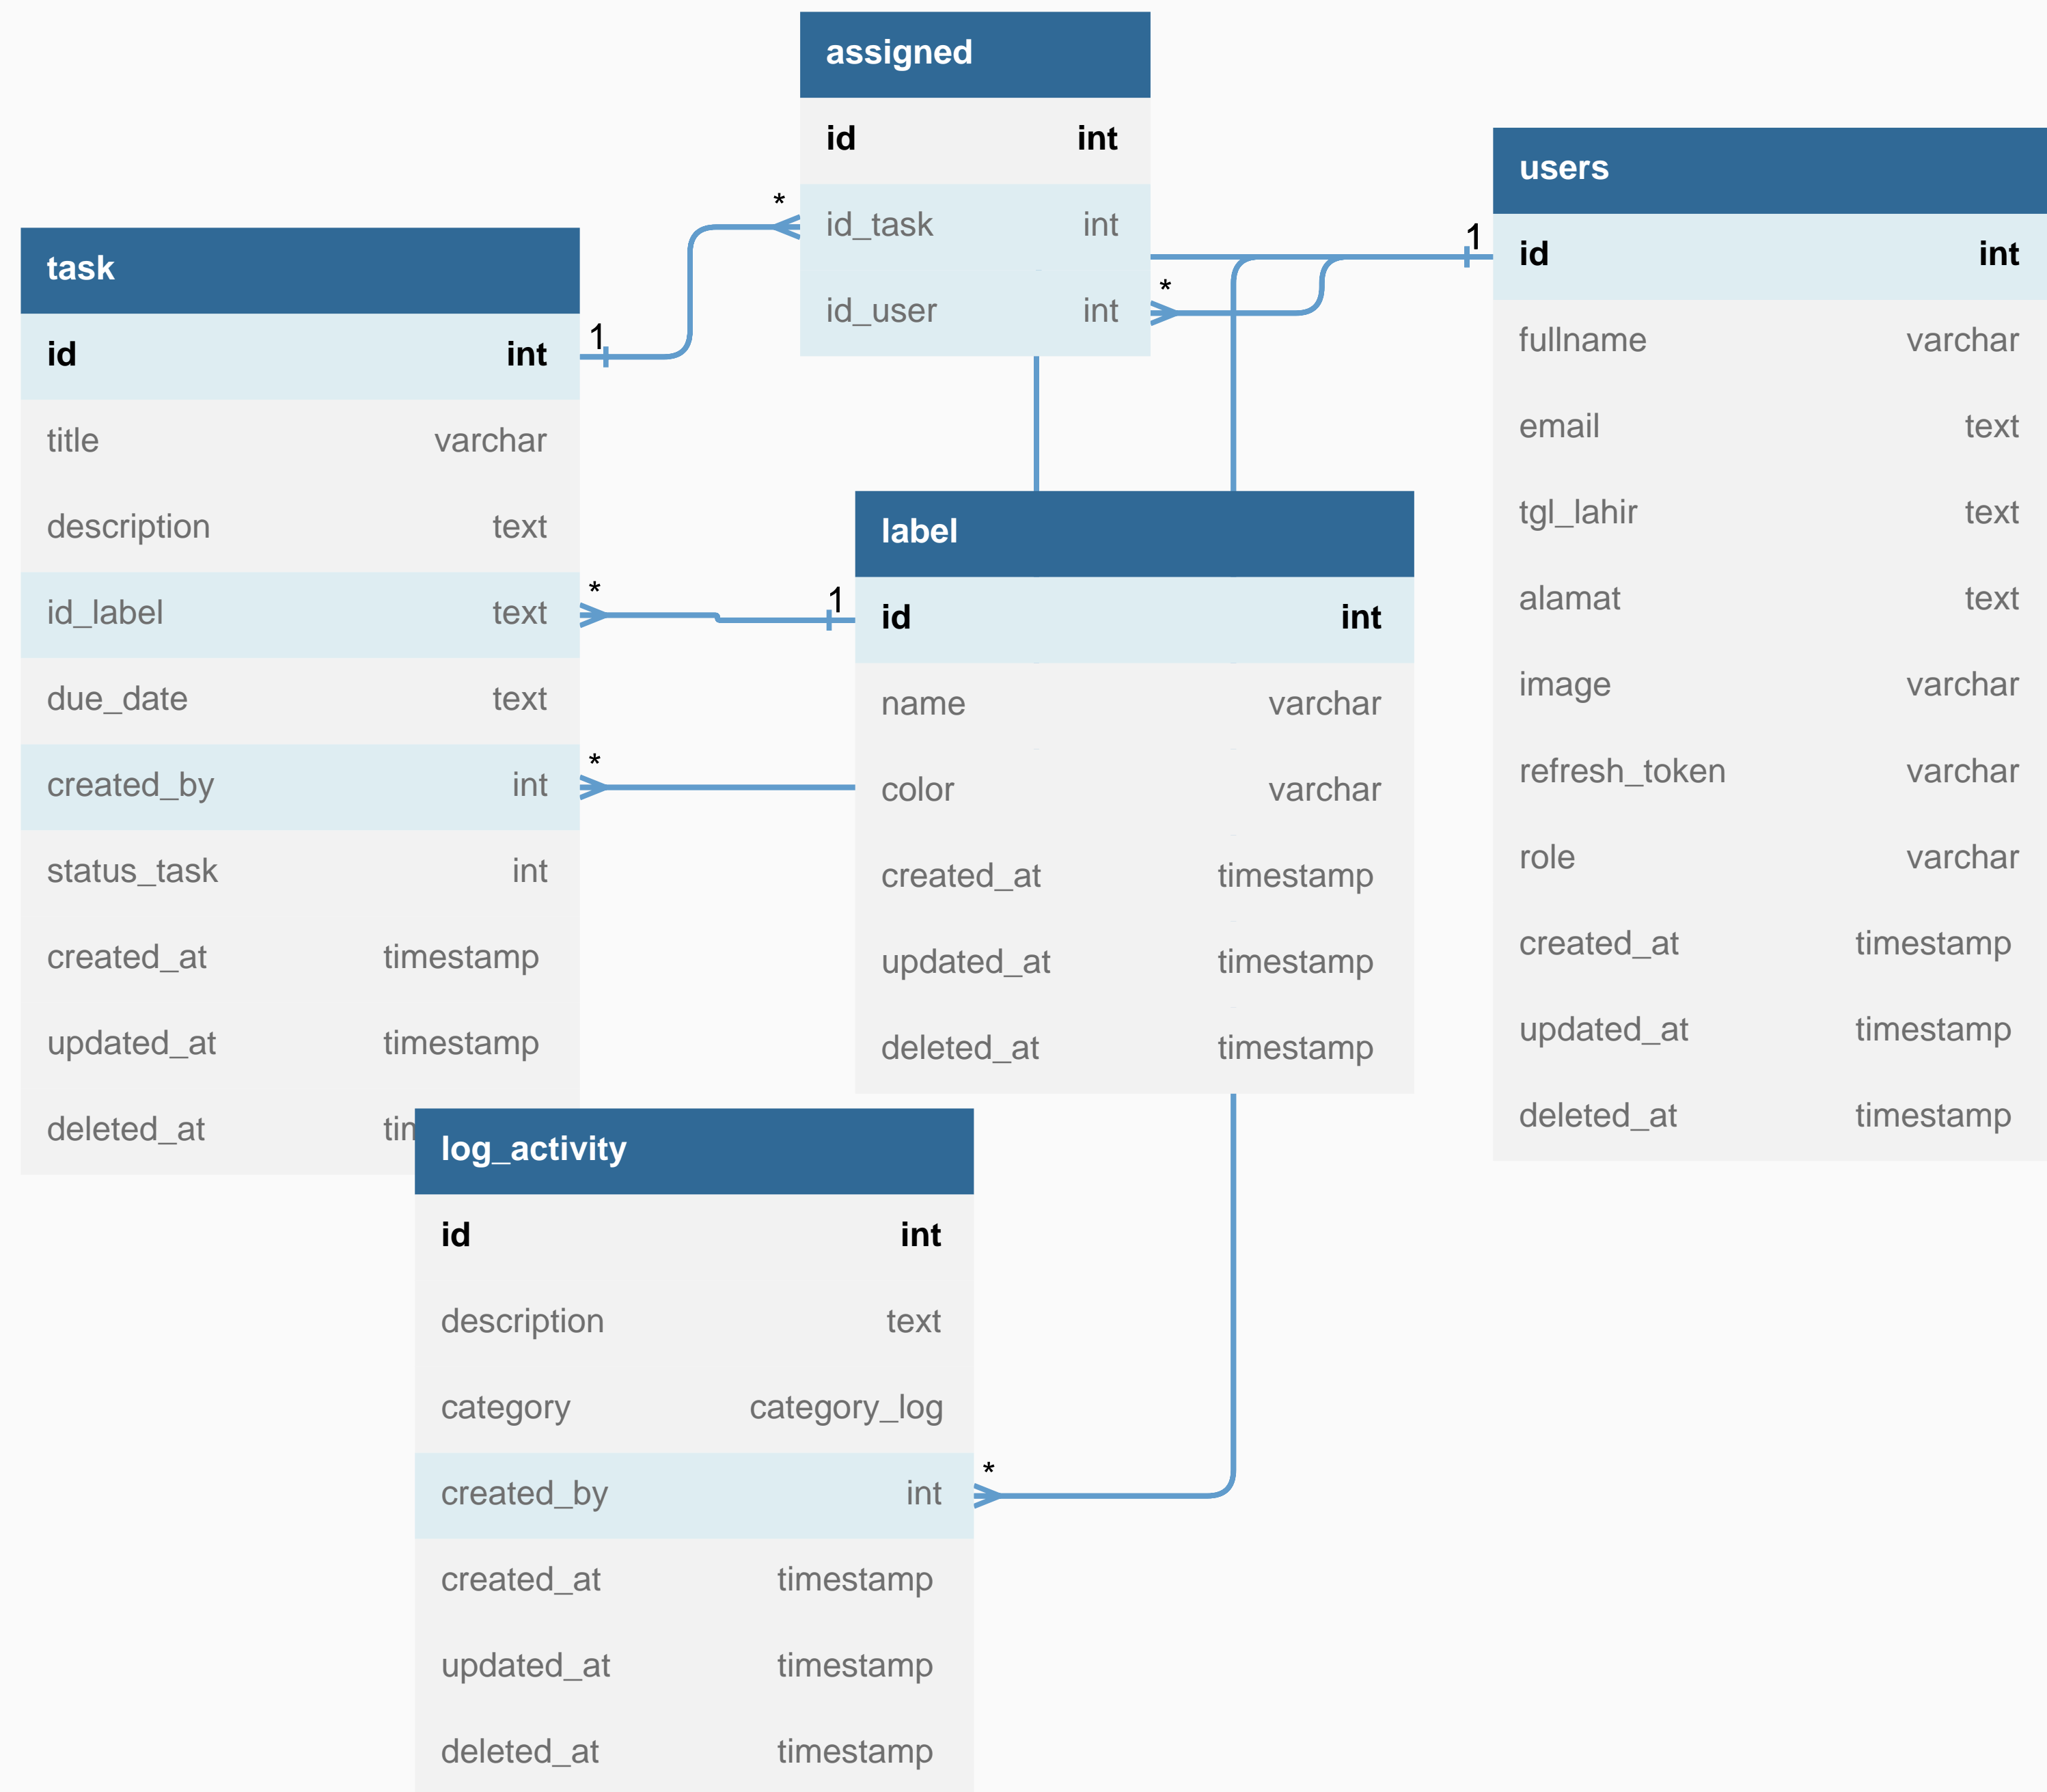 assigned
id int
* id_task int
id_user int *
users
1 id int
fullname varchar
email text
tgl_lahir text
alamat text
image varchar
refresh_token varchar
role varchar
created_at timestamp
updated_at timestamp
deleted_at timestamp
task
id int 1
title varchar
description text
id_label text *
due_date text
created_by int *
status_task int
created_at timestamp
updated_at timestamp
deleted_at
label
1 id int
name varchar
color varchar
created_at timestamp
updated_at timestamp
deleted_at timestamp
log_activity
id int
description text
category category_log
created_by int *
created_at timestamp
updated_at timestamp
deleted_at timestamp